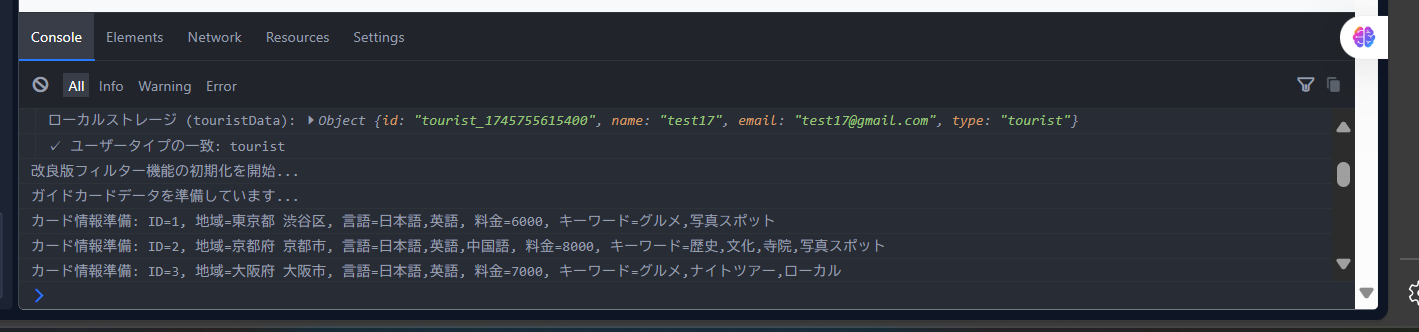 Console Elements Network Resources Settings
All Info Warning Error
ローカルストレージ (touristData): Object {id: "tourist_1745755615400", name: "test17", email: "test17@gmail.com", type: "tourist"}
✓ ユーザータイプの一致: tourist
改良版フィルター機能の初期化を開始...
ガイドカードデータを準備しています...
カード情報準備: ID=1, 地域=東京都 渋谷区, 言語=日本語,英語, 料金=6000, キーワード=グルメ,写真スポット
カード情報準備: ID=2, 地域=京都府 京都市, 言語=日本語,英語,中国語, 料金=8000, キーワード=歴史,文化,寺院,写真スポット
カード情報準備: ID=3, 地域=大阪府 大阪市, 言語=日本語,英語, 料金=7000, キーワード=グルメ,ナイトツアー,ローカル